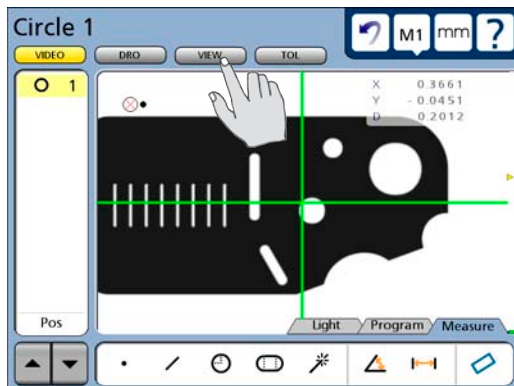 Circle 1
M1 mm ?
VIDEO DRO VIEW TOL
1
X 0.3661
Y - 0.0451
D 0.2012
Pos
Light Program Measure